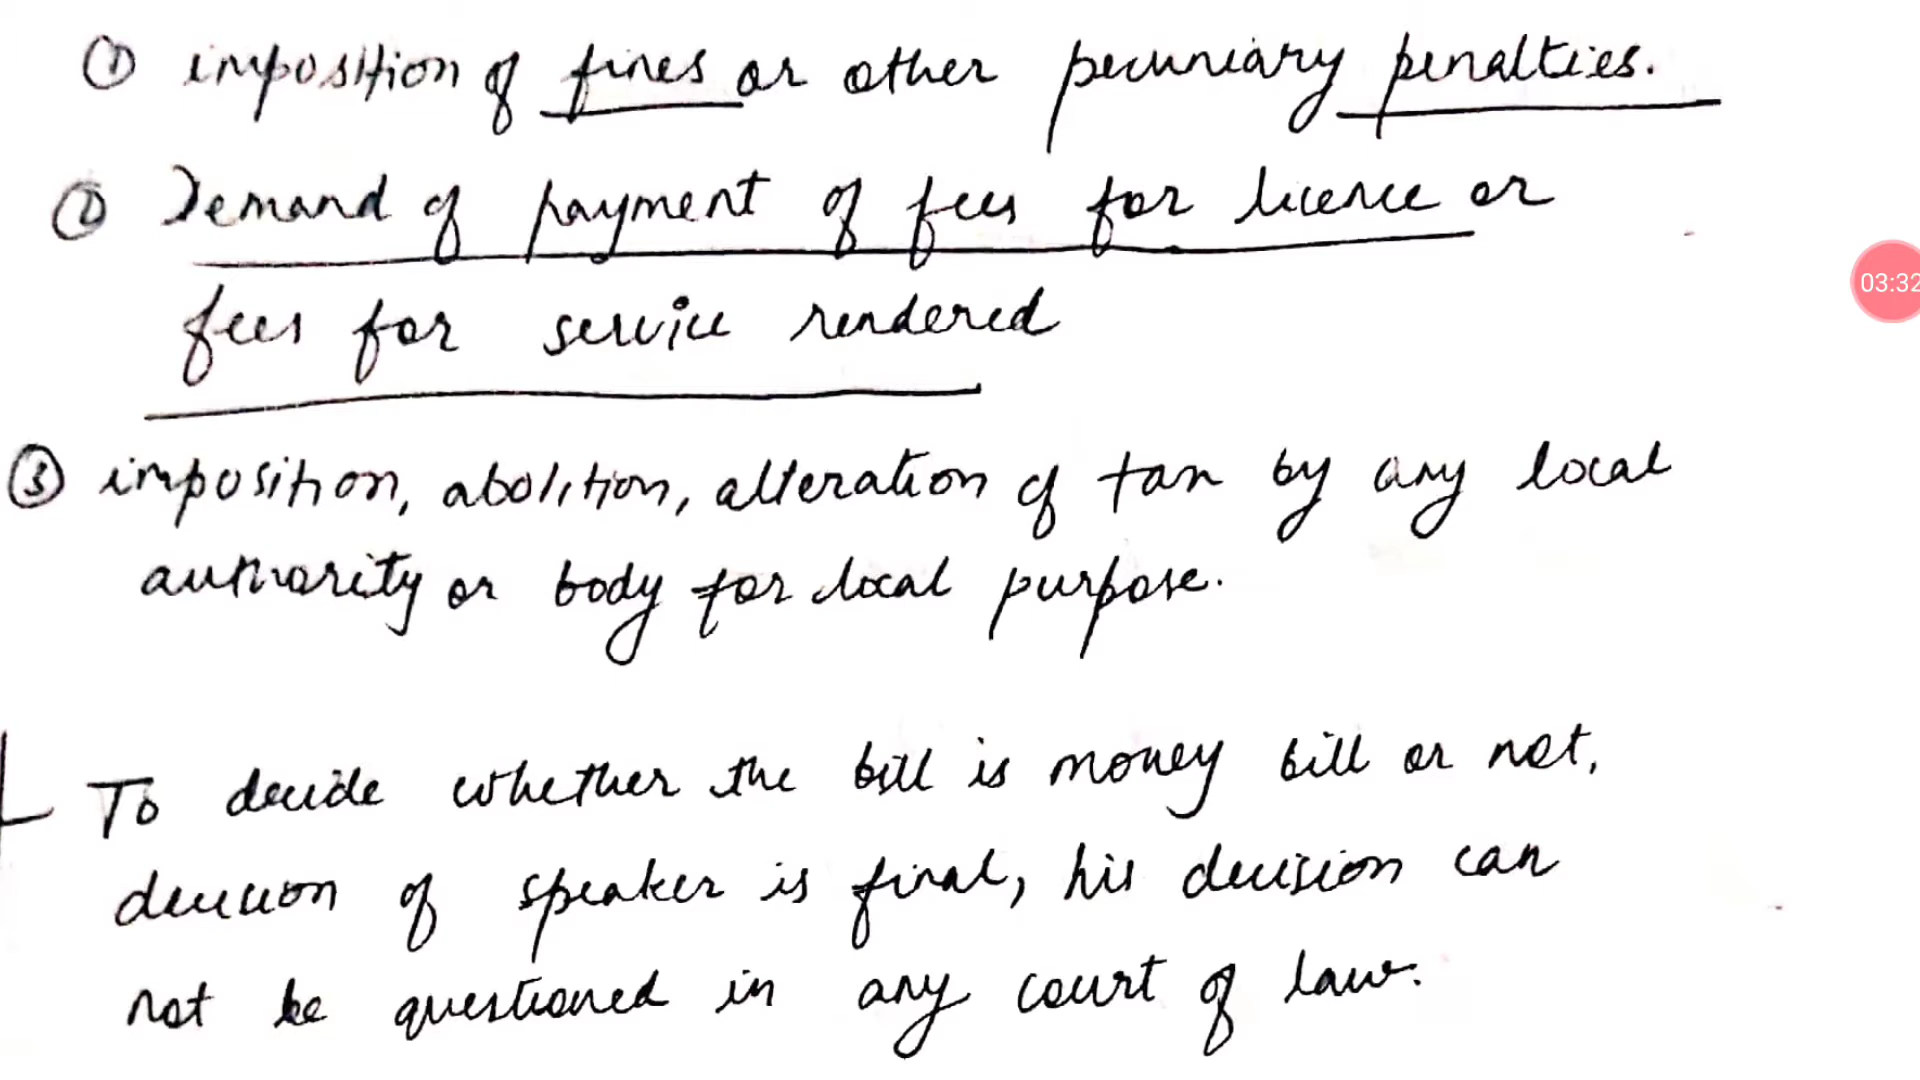 ① imposition of fines or other pecuniary penalties.
② Demand of payment of fees for licence or
fees for service rendered
03:32
③ imposition, abolition, alteration of tax by any local
authority or body for local purpose.
To decide whether the bill is money bill or not,
decision of speaker is final, his decision can
not be questioned in any court of law.